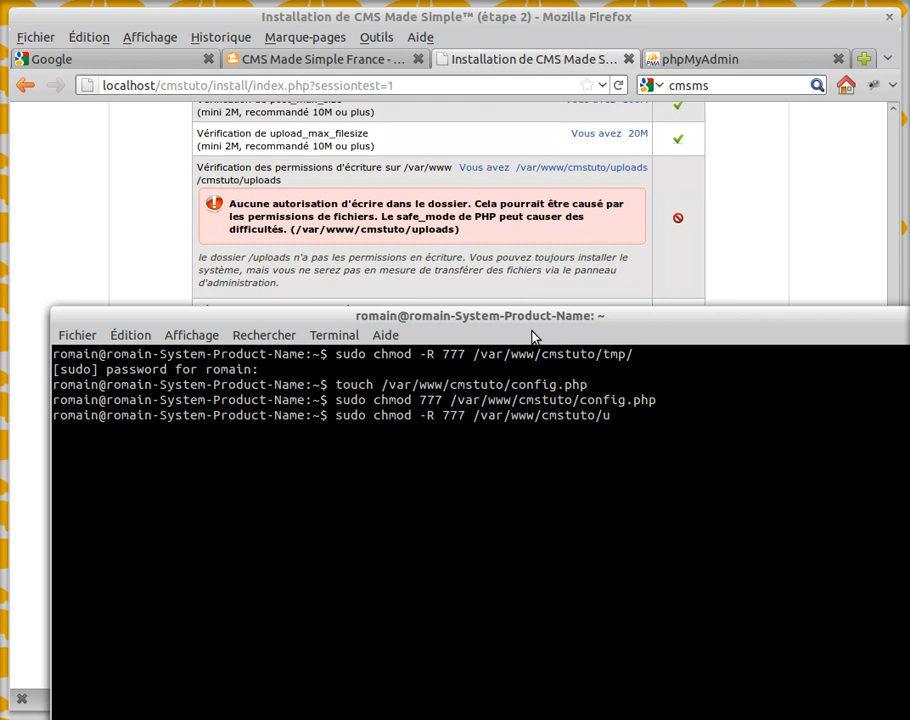 Installation de CMS Made Simple™ (étape 2) - Mozilla Firefox
Fichier Édition Affichage Historique Marque-pages Outils Aide
Google CMS Made Simple France - ... Installation de CMS Made S... phpMyAdmin
localhost/cmstuto/install/index.php?sessiontest=1 cmsms
(mini 2M, recommandé 10M ou plus)
Vérification de upload_max_filesize Vous avez 20M
(mini 2M, recommandé 10M ou plus)
Vérification des permissions d'écriture sur /var/www Vous avez /var/www/cmstuto/uploads
/cmstuto/uploads
Aucune autorisation d'écrire dans le dossier. Cela pourrait être causé par
les permissions de fichiers. Le safe_mode de PHP peut causer des
difficultés. (/var/www/cmstuto/uploads)
le dossier /uploads n'a pas les permissions en écriture. Vous pouvez toujours installer le
système, mais vous ne serez pas en mesure de transférer des fichiers via le panneau
d'administration.
romain@romain-System-Product-Name: ~
Fichier Édition Affichage Rechercher Terminal Aide
romain@romain-System-Product-Name:~$ sudo chmod -R 777 /var/www/cmstuto/tmp/
[sudo] password for romain:
romain@romain-System-Product-Name:~$ touch /var/www/cmstuto/config.php
romain@romain-System-Product-Name:~$ sudo chmod 777 /var/www/cmstuto/config.php
romain@romain-System-Product-Name:~$ sudo chmod -R 777 /var/www/cmstuto/u